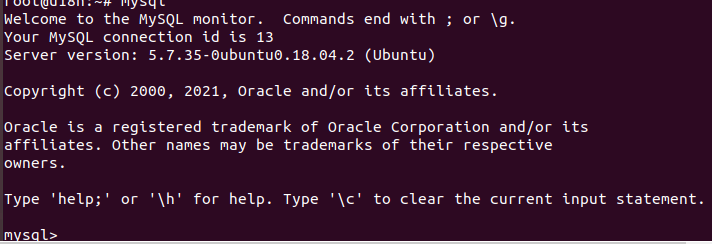 root@u18n:~# mysql
Welcome to the MySQL monitor.  Commands end with ; or \g.
Your MySQL connection id is 13
Server version: 5.7.35-0ubuntu0.18.04.2 (Ubuntu)
Copyright (c) 2000, 2021, Oracle and/or its affiliates.
Oracle is a registered trademark of Oracle Corporation and/or its
affiliates. Other names may be trademarks of their respective
owners.
Type 'help;' or '\h' for help. Type '\c' to clear the current input statement.
mysql>